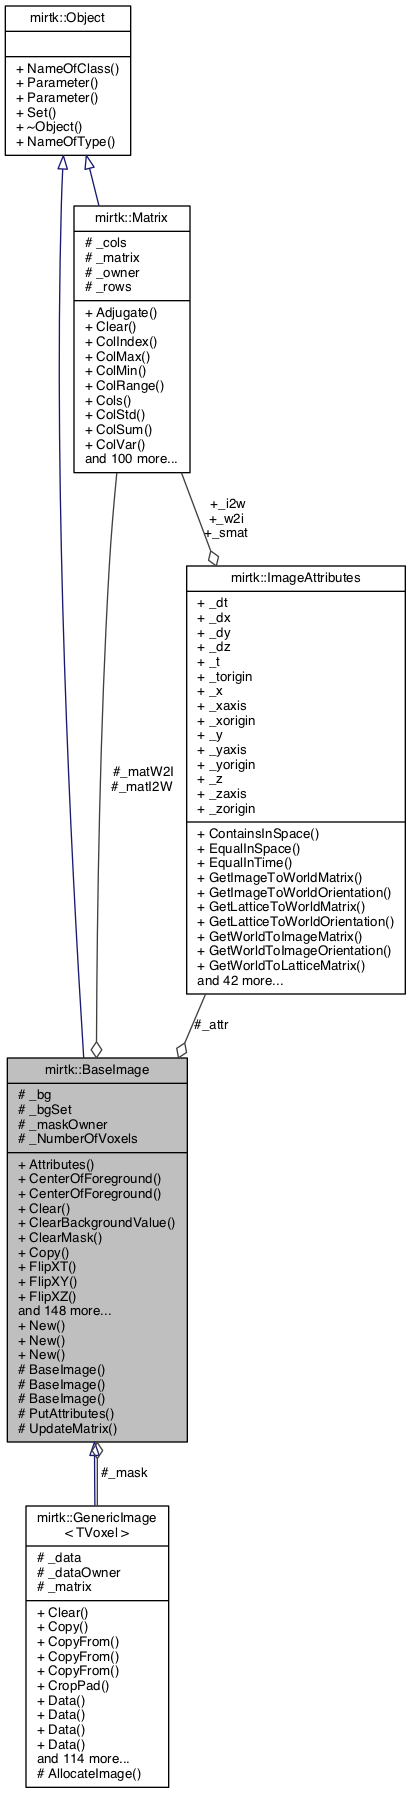 mirtk::Object
+ NameOfClass()
+ Parameter()
+ Parameter()
+ Set()
+ ~Object()
+ NameOfType()
mirtk::Matrix
# _cols
# _matrix
# _owner
# _rows
+ Adjugate()
+ Clear()
+ ColIndex()
+ ColMax()
+ ColMin()
+ ColRange()
+ Cols()
+ ColStd()
+ ColSum()
+ ColVar()
and 100 more...
+_i2w
+_w2i
+_smat
mirtk::ImageAttributes
+ _dt
+ _dx
+ _dy
+ _dz
+ _t
+ _torigin
+ _x
+ _xaxis
+ _xorigin
+ _y
+ _yaxis
+ _yorigin
+ _z
+ _zaxis
+ _zorigin
+ ContainsInSpace()
+ EqualInSpace()
+ EqualInTime()
+ GetImageToWorldMatrix()
+ GetImageToWorldOrientation()
+ GetLatticeToWorldMatrix()
+ GetLatticeToWorldOrientation()
+ GetWorldToImageMatrix()
+ GetWorldToImageOrientation()
+ GetWorldToLatticeMatrix()
and 42 more...
#_matW2I
#_matI2W
#_attr
mirtk::BaseImage
# _bg
# _bgSet
# _maskOwner
# _NumberOfVoxels
+ Attributes()
+ CenterOfForeground()
+ CenterOfForeground()
+ Clear()
+ ClearBackgroundValue()
+ ClearMask()
+ Copy()
+ FlipXT()
+ FlipXY()
+ FlipXZ()
and 148 more...
+ New()
+ New()
+ New()
# BaseImage()
# BaseImage()
# BaseImage()
# PutAttributes()
# UpdateMatrix()
#_mask
mirtk::GenericImage
< TVoxel >
# _data
# _dataOwner
# _matrix
+ Clear()
+ Copy()
+ CopyFrom()
+ CopyFrom()
+ CopyFrom()
+ CropPad()
+ Data()
+ Data()
+ Data()
+ Data()
and 114 more...
# AllocateImage()